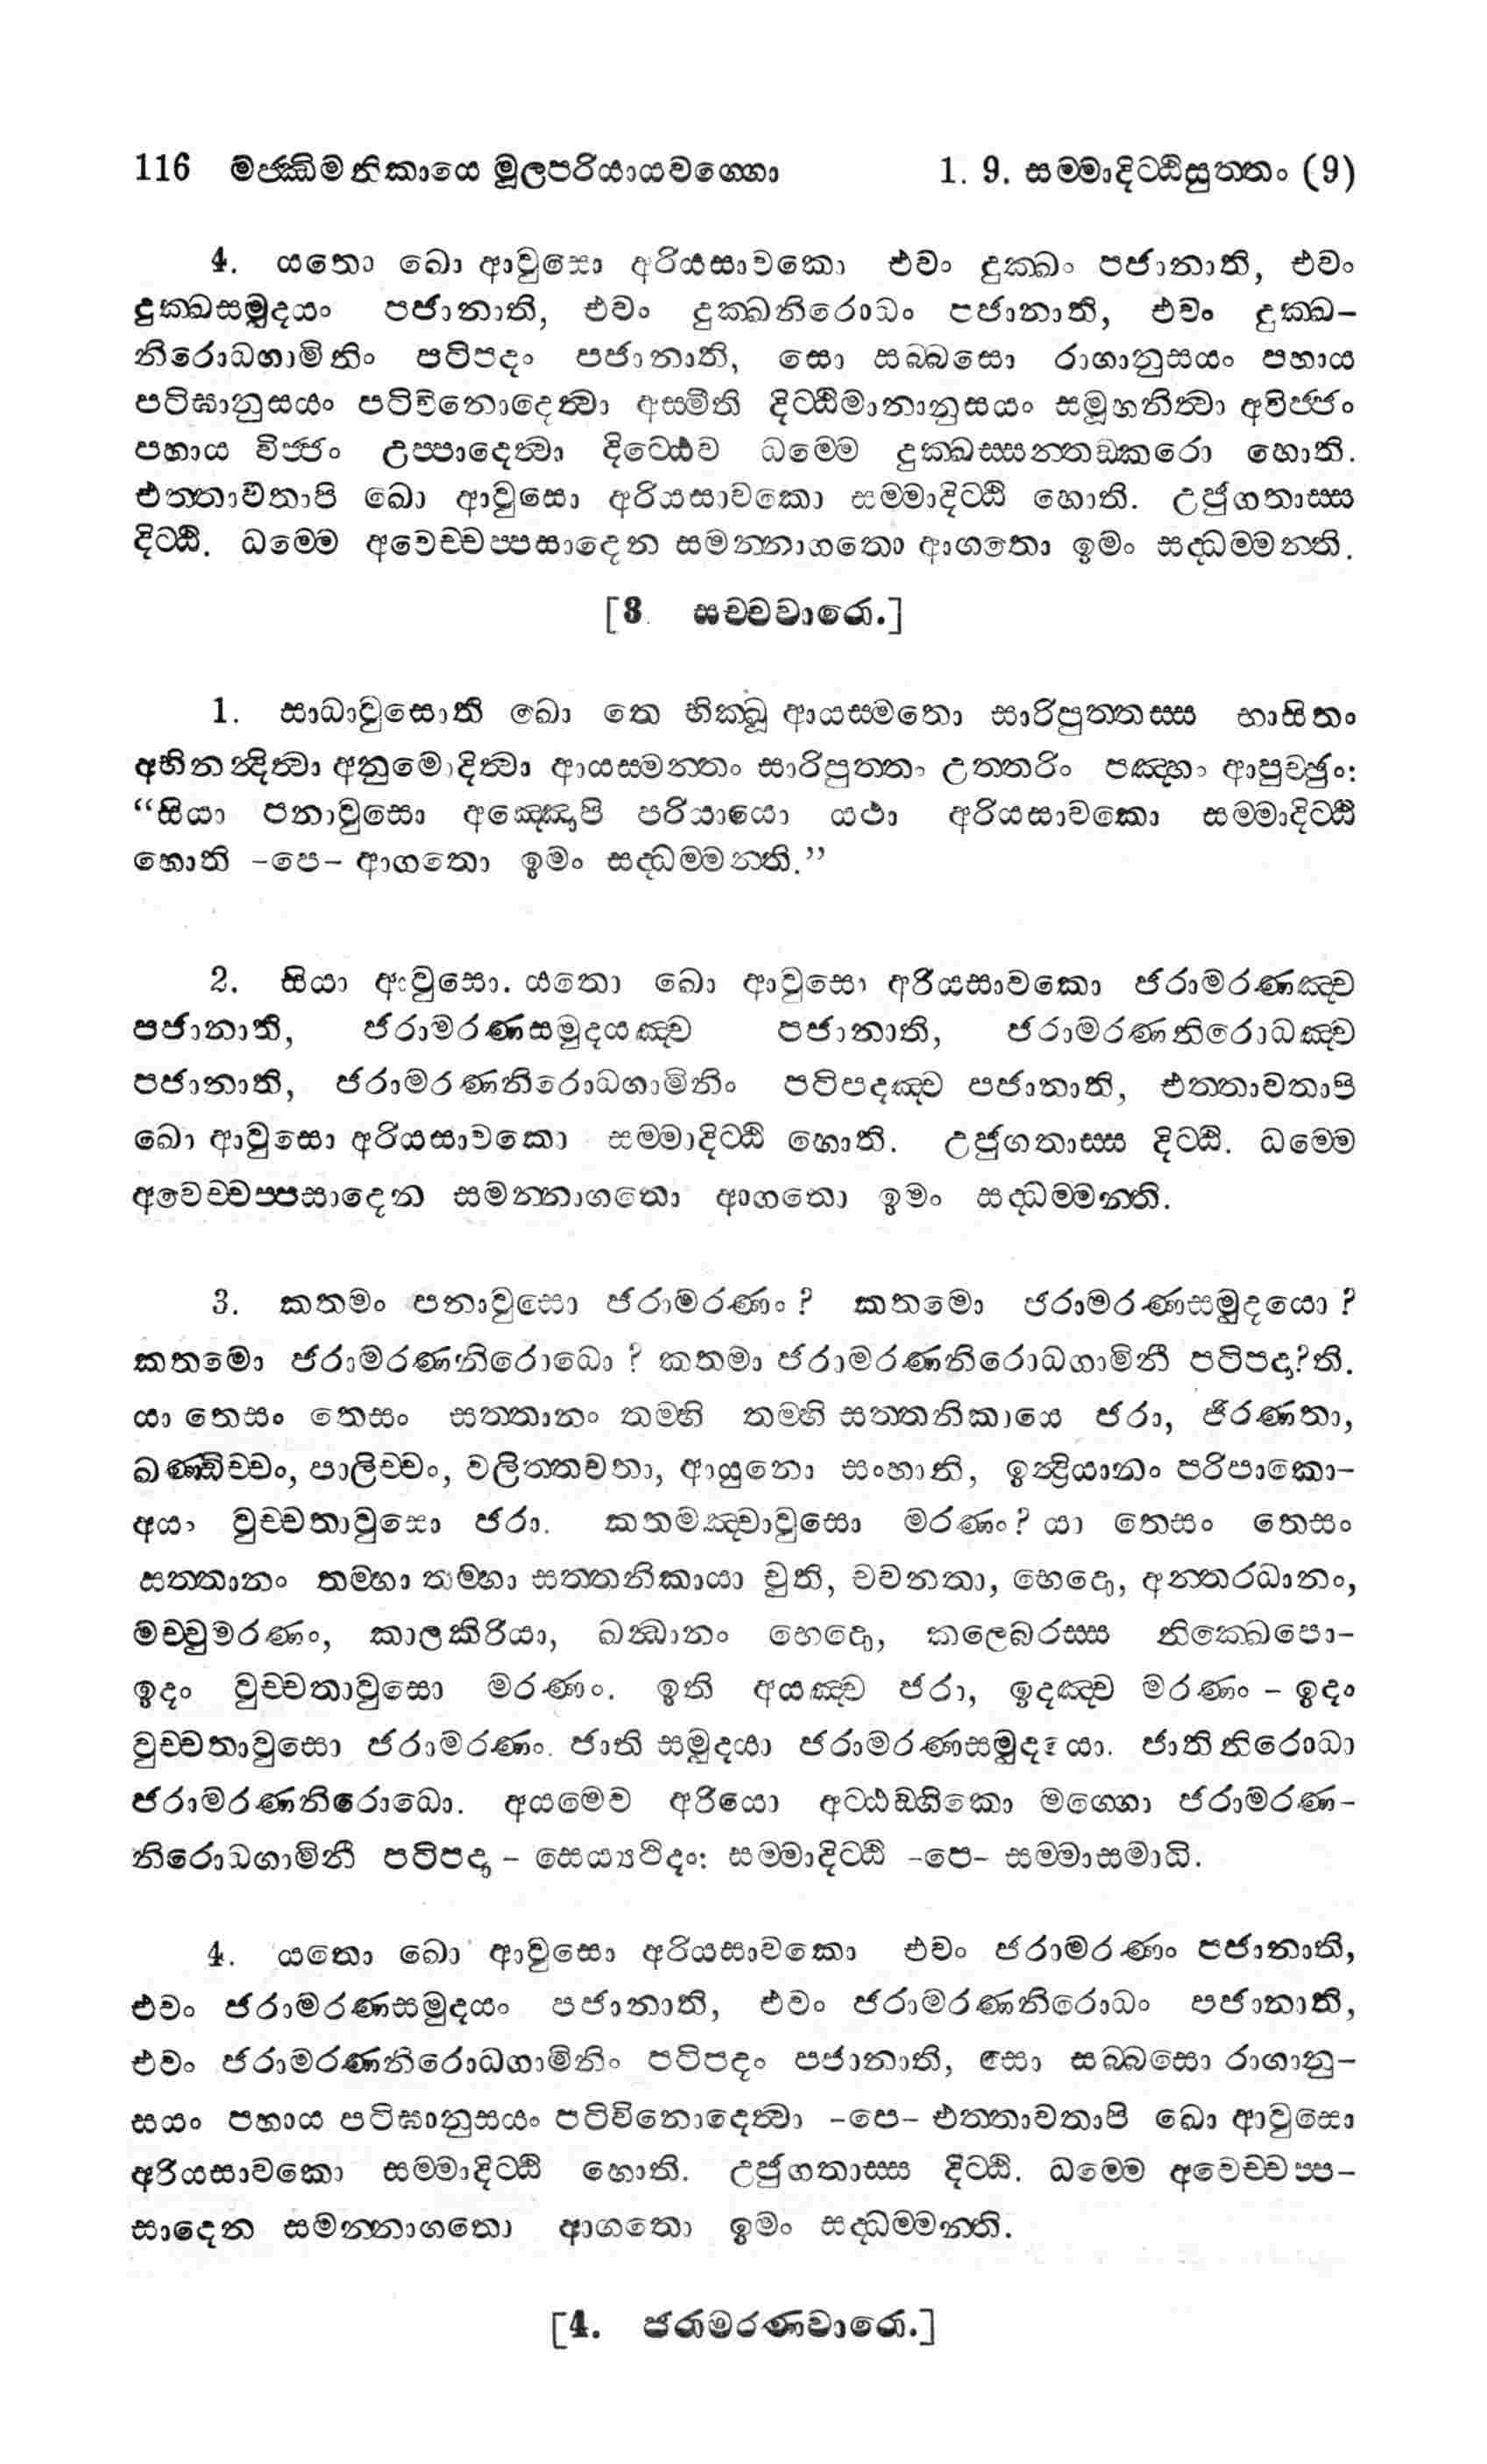 116 මජ්ඣිමනිකායෙ මූලපරියායවග්ගො 1. 9. සම්මාදිට්ඨිසුත්තං (9)
4. යතො ඛො ආවුසො අරියසාවකො එවං දුක්ඛං පජානාති, එවං
දුක්ඛසමුදයං පජානාති, එවං දුක්ඛනිරොධං පජානාති, එවං දුක්ඛ-
නිරොධගාමිනිං පටිපදං පජානාති, සො සබ්බසො රාගානුසයං පහාය
පටිඝානුසයං පටිවිනොදෙත්වා අස්මීති දිට්ඨිමානානුසයං සමූහනිත්වා අවිජ්ජං
පහාය විජ්ජං උප්පාදෙත්වා දිට්ඨෙව ධම්මෙ දුක්ඛස්සන්තඞ්කරො හොති.
එත්තාවතාපි ඛො ආවුසො අරියසාවකො සම්මාදිට්ඨි හොති. උජුගතාස්ස
දිට්ඨි. ධම්මෙ අවෙච්චප්පසාදෙන සමන්නාගතො ආගතො ඉමං සද්ධම්මන්ති.
[3. සච්චවාරො.]
1. සාධාවුසොති ඛො තෙ භික්ඛූ ආයස්මතො සාරිපුත්තස්ස භාසිතං
අභිනන්දිත්වා අනුමොදිත්වා ආයස්මන්තං සාරිපුත්තං උත්තරිං පඤ්හං ආපුච්ඡුං:
“සියා පනාවුසො අඤ්ඤොපි පරියායො යථා අරියසාවකො සම්මාදිට්ඨි
හොති -පෙ- ආගතො ඉමං සද්ධම්මන්ති.”
2. සියා ආවුසො. යතො ඛො ආවුසො අරියසාවකො ජරාමරණඤ්ච
පජානාති, ජරාමරණසමුදයඤ්ච පජානාති, ජරාමරණනිරොධඤ්ච
පජානාති, ජරාමරණනිරොධගාමිනිං පටිපදඤ්ච පජානාති, එත්තාවතාපි
ඛො ආවුසො අරියසාවකො සම්මාදිට්ඨි හොති. උජුගතාස්ස දිට්ඨි. ධම්මෙ
අවෙච්චප්පසාදෙන සමන්නාගතො ආගතො ඉමං සද්ධම්මන්ති.
3. කතමං පනාවුසො ජරාමරණං? කතමො ජරාමරණසමුදයො?
කතමො ජරාමරණනිරොධො? කතමා ජරාමරණනිරොධගාමිනී පටිපදා?ති.
යා තෙසං තෙසං සත්තානං තම්හි තම්හි සත්තනිකායෙ ජරා, ජීරණතා,
ඛණ්ඩිච්චං, පාලිච්චං, වලිත්තචතා, ආයුනො සංහානි, ඉන්ද්‍රියානං පරිපාකො-
අයං වුච්චතාවුසො ජරා. කතමඤ්චාවුසො මරණං? යා තෙසං තෙසං
සත්තානං තම්හා තම්හා සත්තනිකායා චුති, චවනතා, භෙදො, අන්තරධානං,
මච්චුමරණං, කාලකිරියා, ඛන්ධානං භෙදො, කලෙබරස්ස නික්ඛෙපො-
ඉදං වුච්චතාවුසො මරණං. ඉති අයඤ්ච ජරා, ඉදඤ්ච මරණං - ඉදං
වුච්චතාවුසො ජරාමරණං. ජාති සමුදයා ජරාමරණසමුදයො. ජාතිනිරොධා
ජරාමරණනිරොධො. අයමෙව අරියො අට්ඨඞ්ගිකො මග්ගො ජරාමරණ-
නිරොධගාමිනී පටිපදා - සෙය්‍යථිදං: සම්මාදිට්ඨි -පෙ- සම්මාසමාධි.
4. යතො ඛො ආවුසො අරියසාවකො එවං ජරාමරණං පජානාති,
එවං ජරාමරණසමුදයං පජානාති, එවං ජරාමරණනිරොධං පජානාති,
එවං ජරාමරණනිරොධගාමිනිං පටිපදං පජානාති, සො සබ්බසො රාගානු-
සයං පහාය පටිඝානුසයං පටිවිනොදෙත්වා -පෙ- එත්තාවතාපි ඛො ආවුසො
අරියසාවකො සම්මාදිට්ඨි හොති. උජුගතාස්ස දිට්ඨි. ධම්මෙ අවෙච්චප්ප-
සාදෙන සමන්නාගතො ආගතො ඉමං සද්ධම්මන්ති.
[4. ජරාමරණවාරො.]